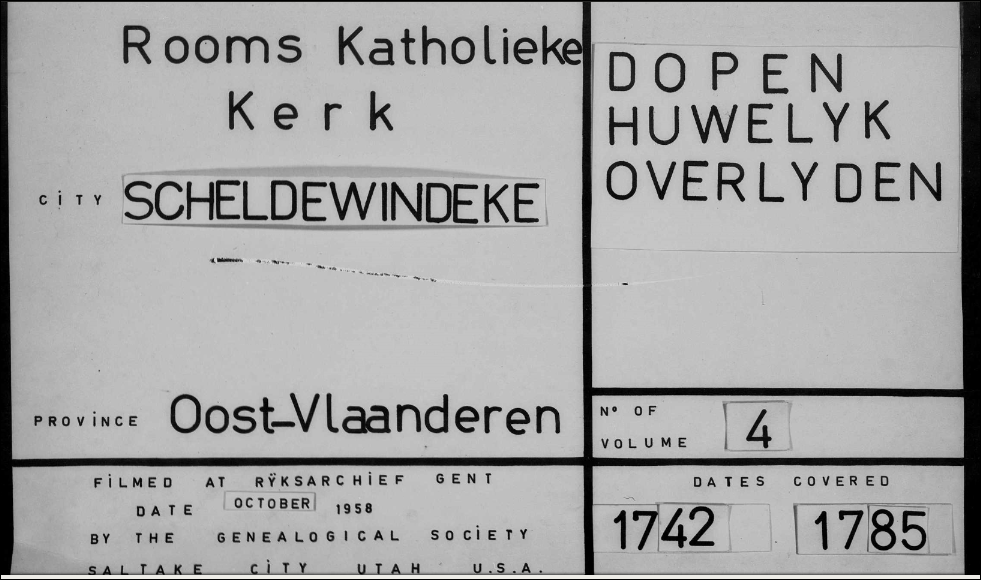 Rooms Katholieke
Kerk
CiTY SCHELDEWINDEKE
PROViNCE Oost-Vlaanderen
FiLMED AT RŸKSARCHiEF GENT
DATE OCTOBER 1958
BY THE GENEALOGICAL SOCiETY
SALTAKE CiTY UTAH U.S.A.
DOPEN
HUWELYK
OVERLYDEN
N° OF
VOLUME 4
DATES COVERED
1742 1785